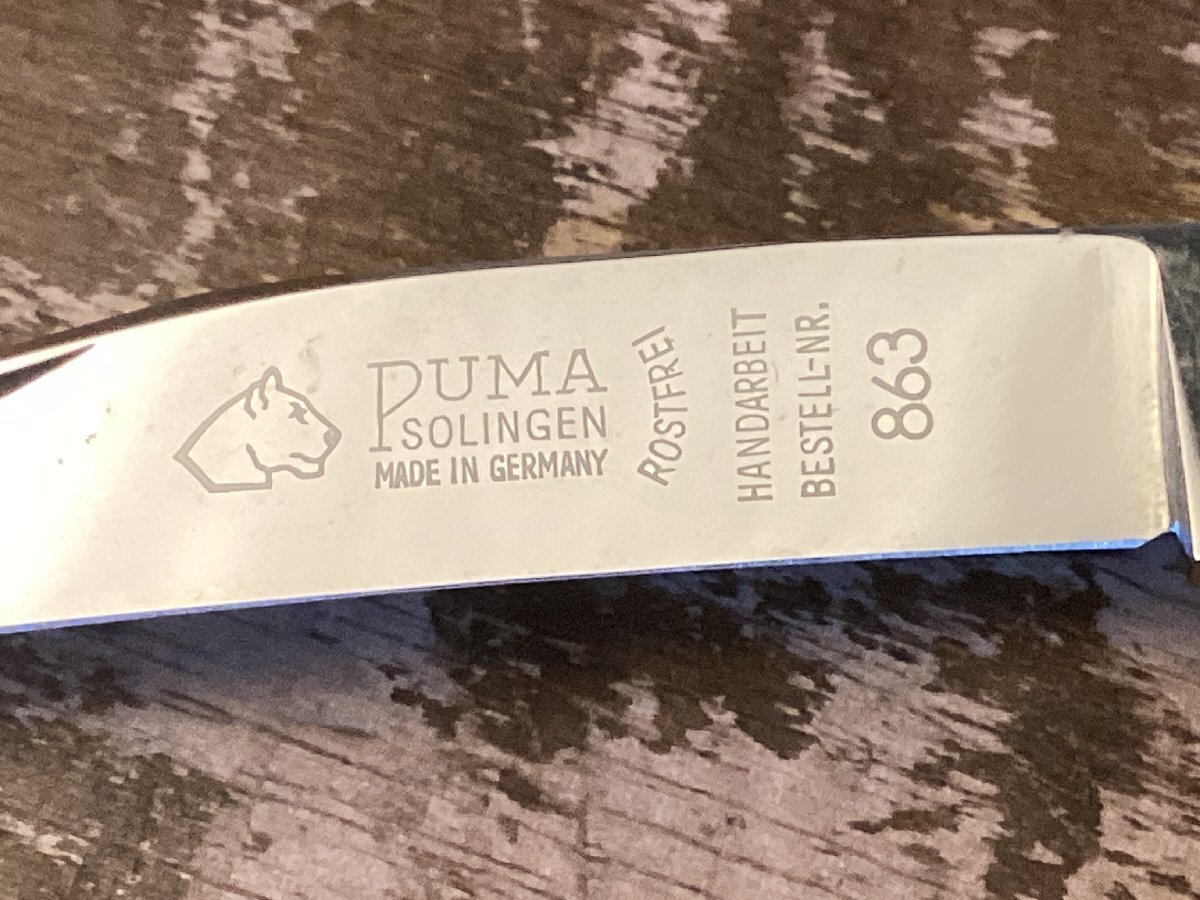 PUMA
SOLINGEN
MADE IN GERMANY
ROSTFREI
HANDARBEIT
BESTELL-NR.
863